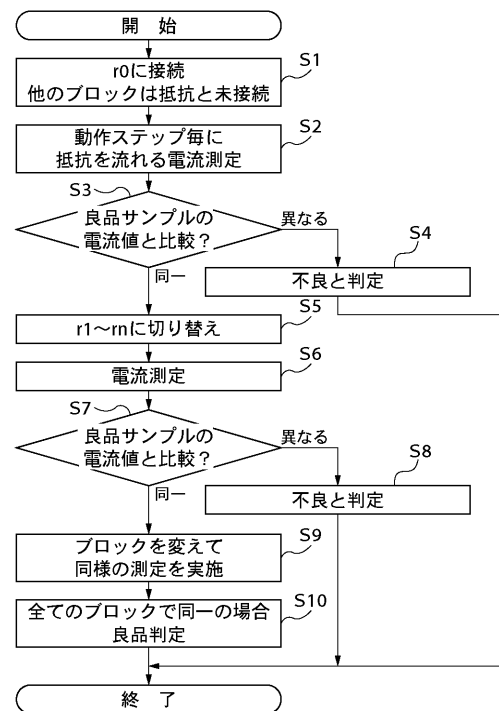 開 始
S1
r0に接続
他のブロックは抵抗と未接続
S2
動作ステップ毎に
抵抗を流れる電流測定
S3
良品サンプルの
電流値と比較？
異なる
S4
不良と判定
同一
S5
r1〜rnに切り替え
S6
電流測定
S7
良品サンプルの
電流値と比較？
異なる
S8
不良と判定
同一
S9
ブロックを変えて
同様の測定を実施
S10
全てのブロックで同一の場合
良品判定
終 了